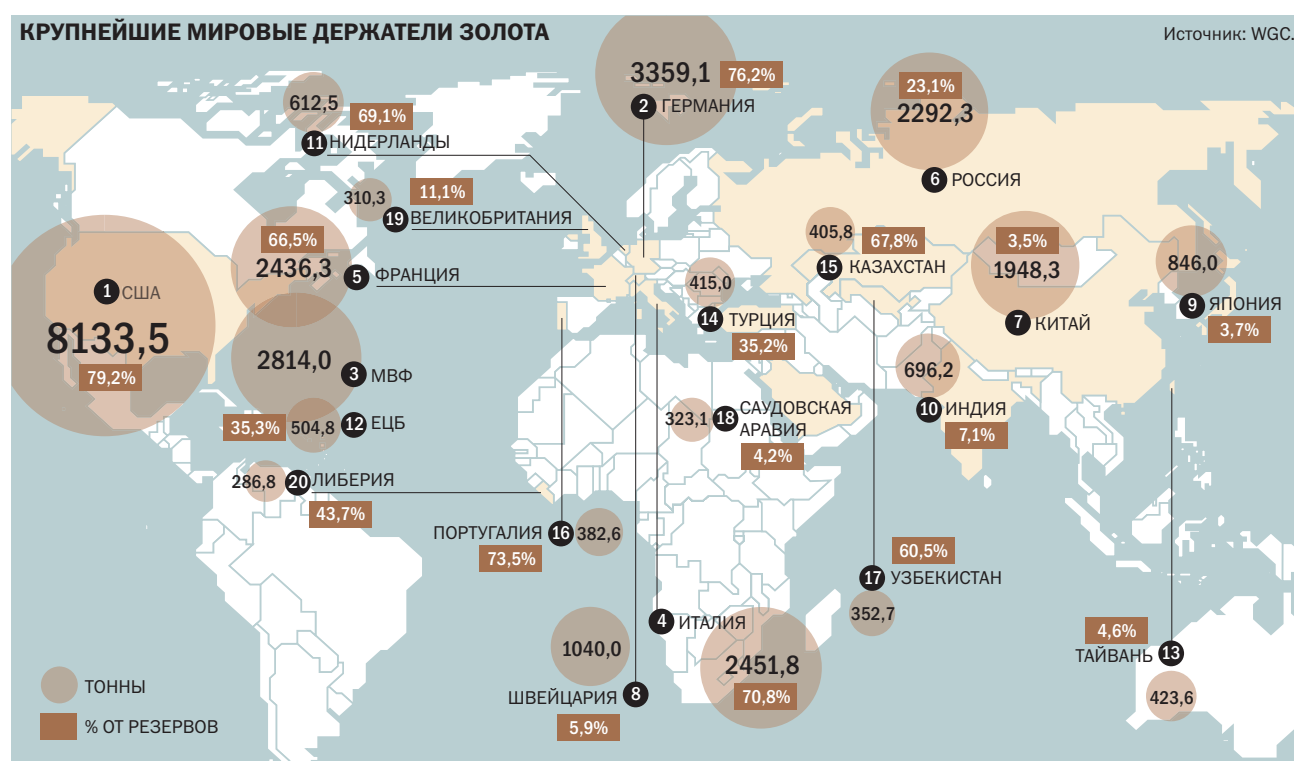 КРУПНЕЙШИЕ МИРОВЫЕ ДЕРЖАТЕЛИ ЗОЛОТА
Источник: WGC.
3359,1 76,2%
2 ГЕРМАНИЯ
612,5
69,1%
11 НИДЕРЛАНДЫ
23,1%
2292,3
6 РОССИЯ
310,3
11,1%
19 ВЕЛИКОБРИТАНИЯ
66,5%
2436,3
5 ФРАНЦИЯ
1 США
8133,5
79,2%
2814,0
3 МВФ
35,3% 504,8 12 ЕЦБ
286,8 20 ЛИБЕРИЯ
43,7%
415,0
14 ТУРЦИЯ
35,2%
405,8
67,8%
15 КАЗАХСТАН
3,5%
1948,3
7 КИТАЙ
846,0
9 ЯПОНИЯ
3,7%
696,2
10 ИНДИЯ
7,1%
323,1 18 САУДОВСКАЯ
АРАВИЯ
4,2%
ПОРТУГАЛИЯ 16 382,6
73,5%
60,5%
17 УЗБЕКИСТАН
352,7
4 ИТАЛИЯ
2451,8
70,8%
1040,0
ШВЕЙЦАРИЯ 8
5,9%
4,6%
ТАЙВАНЬ 13
423,6
ТОННЫ
% ОТ РЕЗЕРВОВ